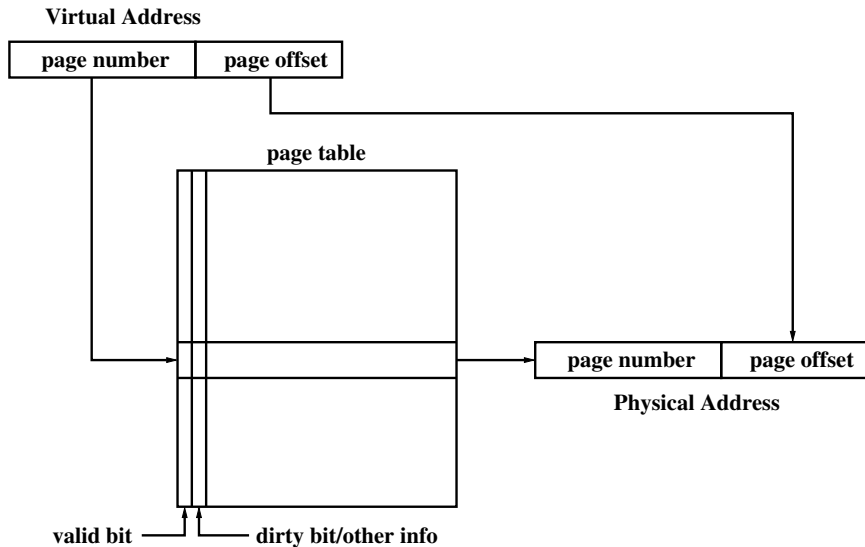 Virtual Address
page number page offset
page table
page number page offset
Physical Address
valid bit dirty bit/other info